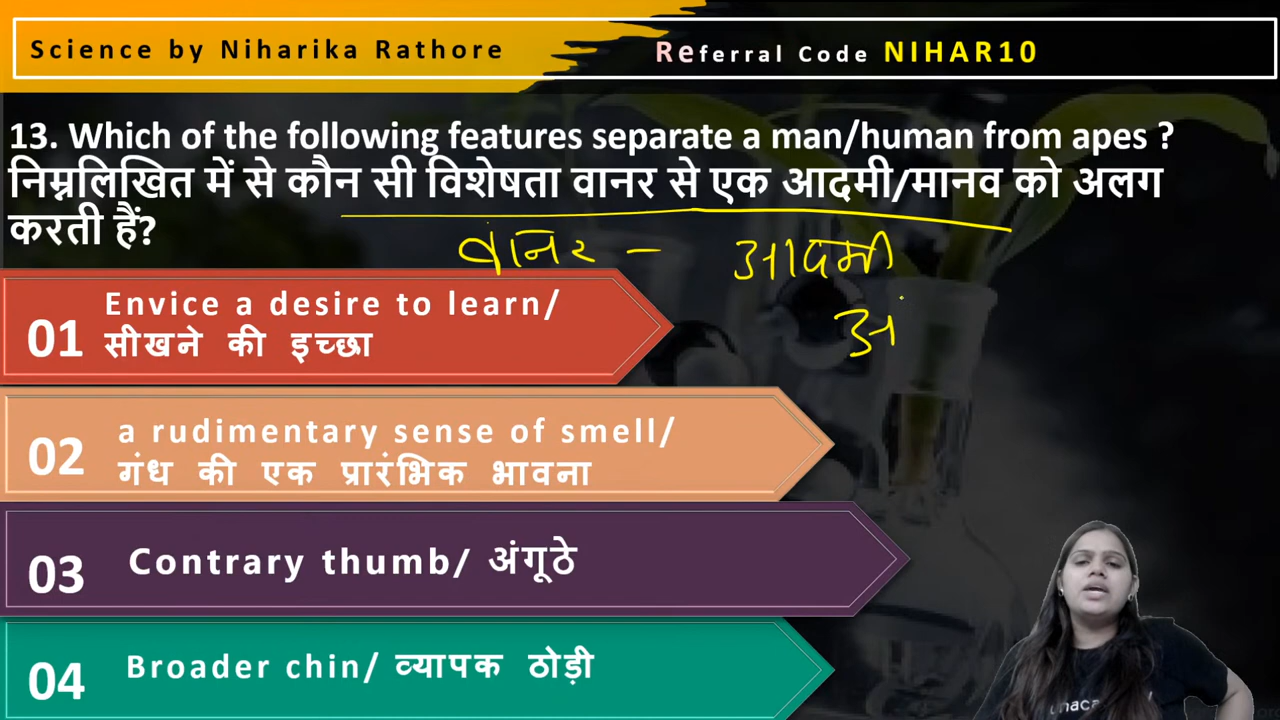 Science by Niharika Rathore
Referral Code NIHAR10
13. Which of the following features separate a man/human from apes ?
निम्नलिखित में से कौन सी विशेषता वानर से एक आदमी/मानव को अलग
करती हैं?
वानर - आदमी
01 Envice a desire to learn/
सीखने की इच्छा
02 a rudimentary sense of smell/
गंध की एक प्रारंभिक भावना
03 Contrary thumb/ अंगूठे
04 Broader chin/ व्यापक ठोड़ी